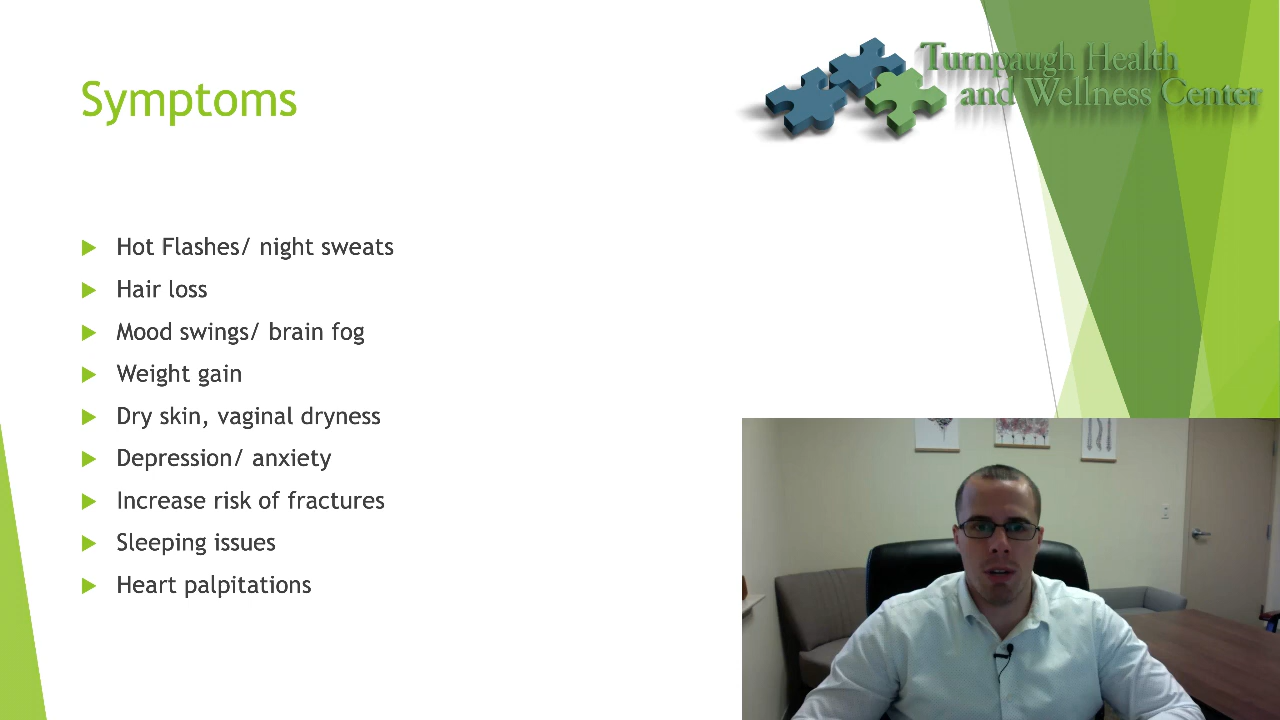 Symptoms
Turnpaugh Health
and Wellness Center
Hot Flashes/ night sweats
Hair loss
Mood swings/ brain fog
Weight gain
Dry skin, vaginal dryness
Depression/ anxiety
Increase risk of fractures
Sleeping issues
Heart palpitations